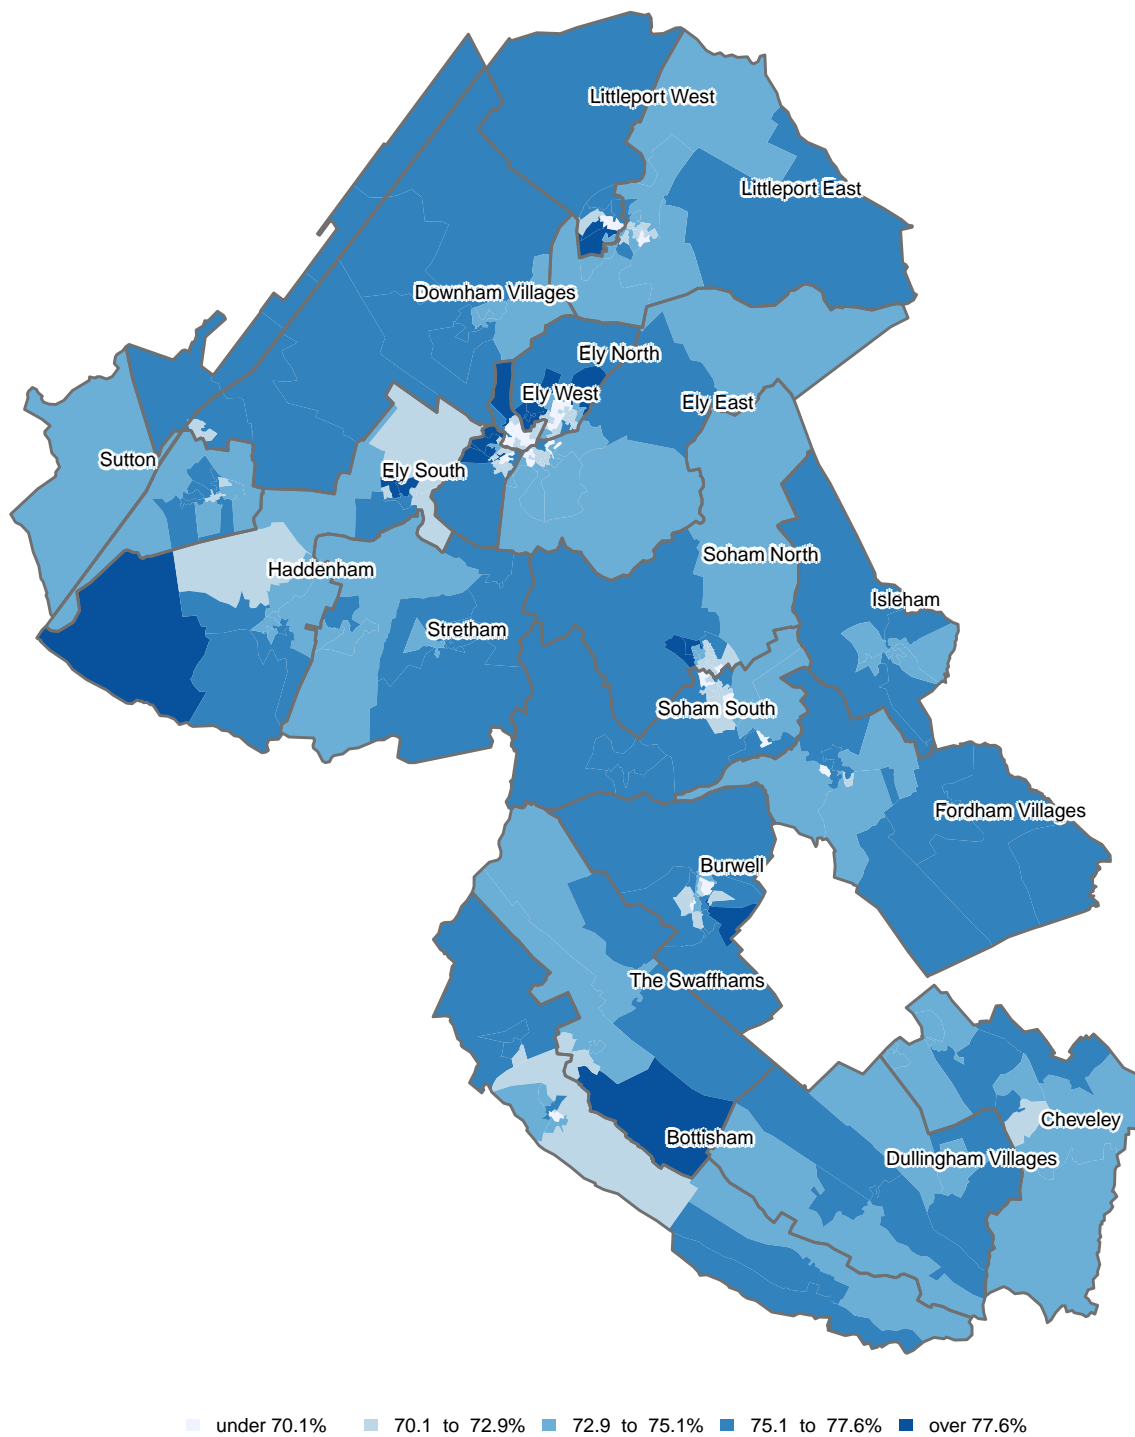 Littleport West
Littleport East
Downham Villages
Ely North
Ely West
Ely East
Sutton
Ely South
Soham North
Haddenham
Isleham
Stretham
Soham South
Fordham Villages
Burwell
The Swaffhams
Cheveley
Bottisham
Dullingham Villages
under 70.1% 70.1 to 72.9% 72.9 to 75.1% 75.1 to 77.6% over 77.6%